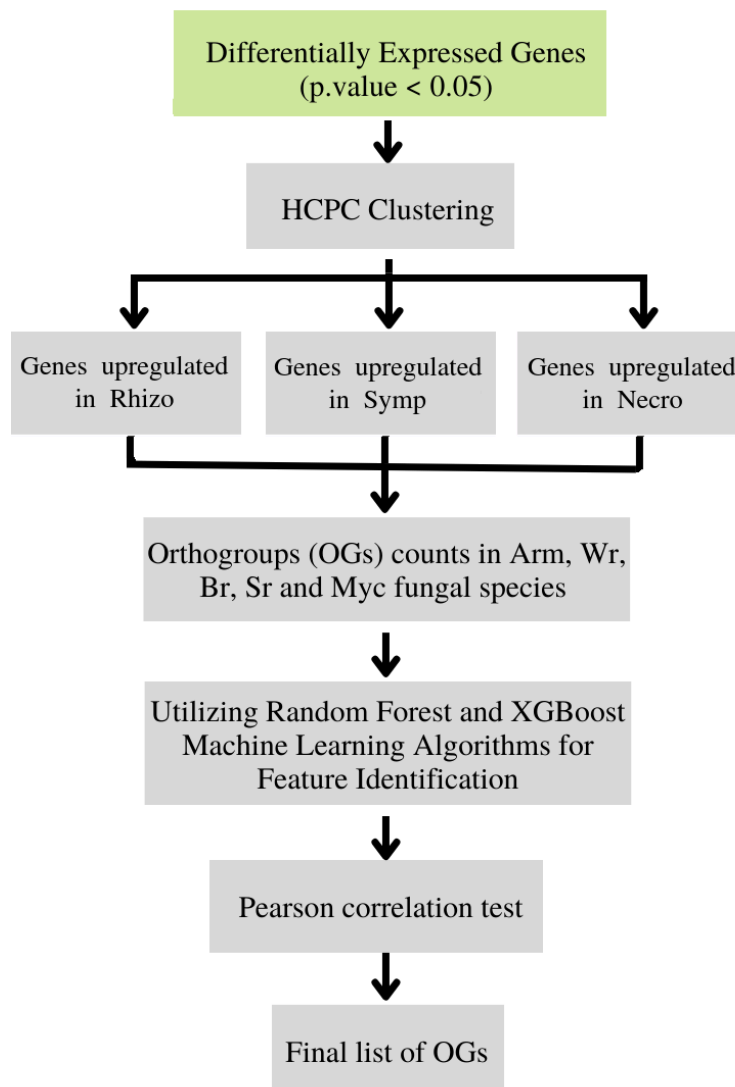 Differentially Expressed Genes
(p.value < 0.05)
HCPC Clustering
Genes upregulated
in Rhizo
Genes upregulated
in Symp
Genes upregulated
in Necro
Orthogroups (OGs) counts in Arm, Wr,
Br, Sr and Myc fungal species
Utilizing Random Forest and XGBoost
Machine Learning Algorithms for
Feature Identification
Pearson correlation test
Final list of OGs